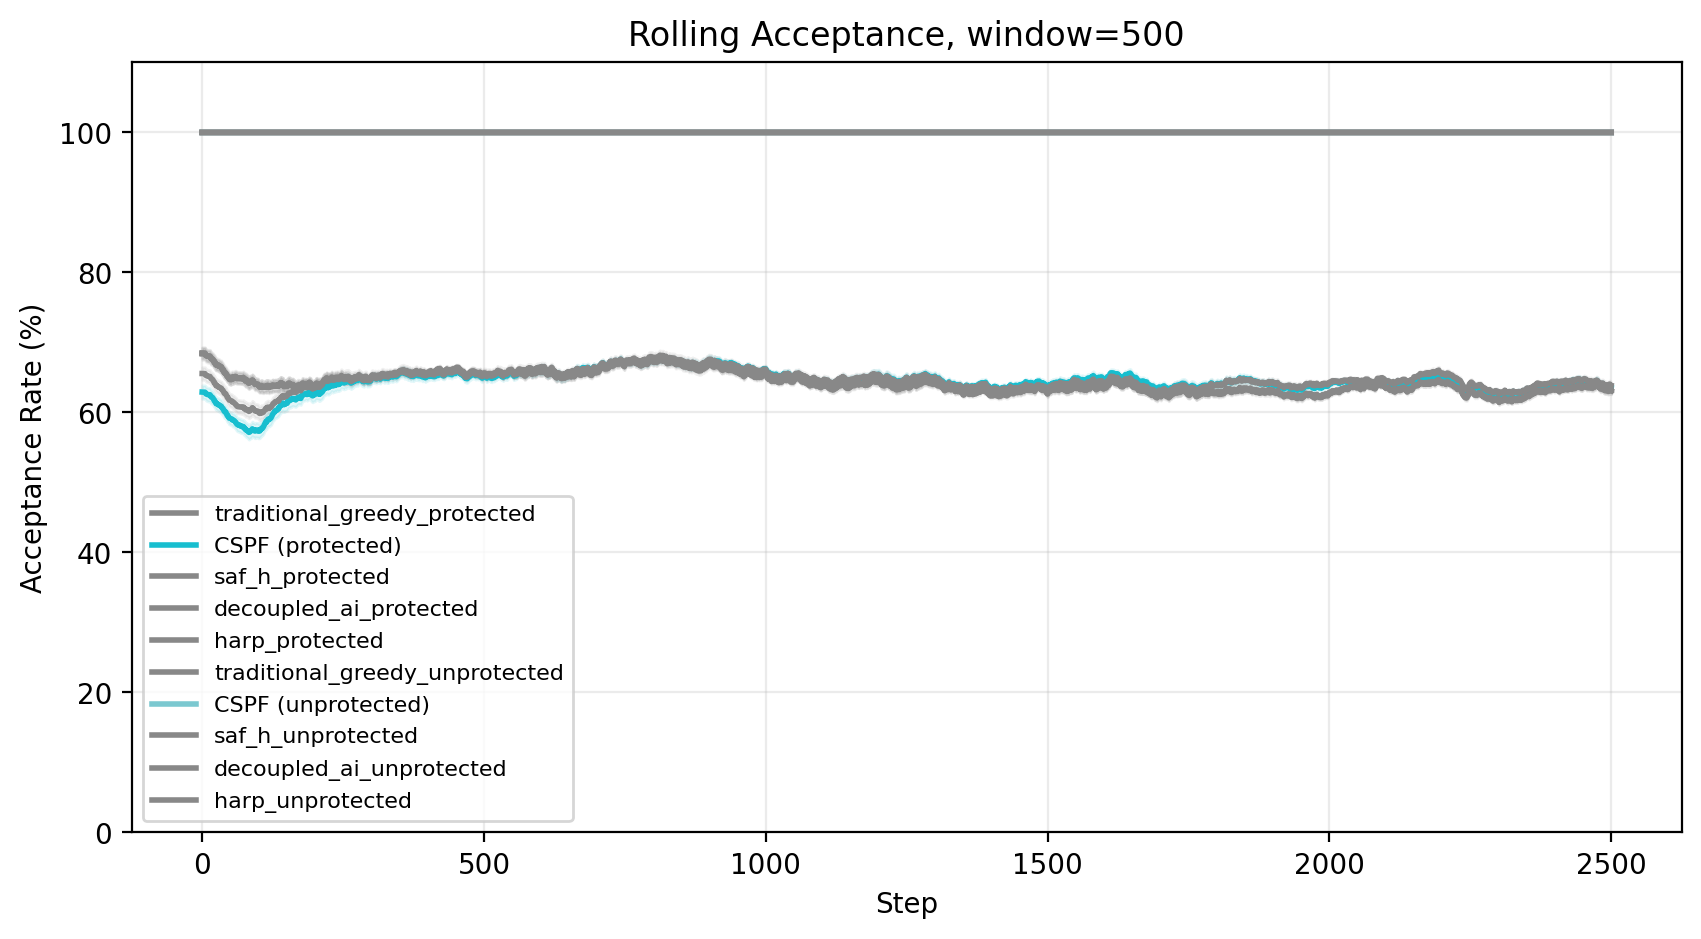 Rolling Acceptance, window=500
Acceptance Rate (%)
100
80
60
40
20
0
traditional_greedy_protected
CSPF (protected)
saf_h_protected
decoupled_ai_protected
harp_protected
traditional_greedy_unprotected
CSPF (unprotected)
saf_h_unprotected
decoupled_ai_unprotected
harp_unprotected
0 500 1000 1500 2000 2500
Step